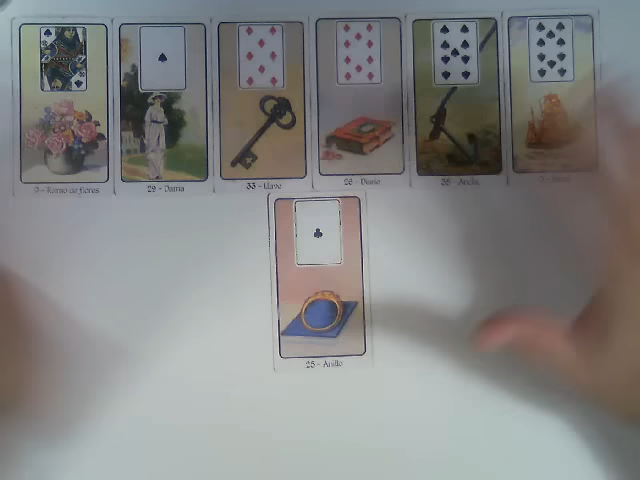 9 - Ramo de flores
29 - Dama
33 - Llave
26 - Diario
35 - Ancla
25 - Anillo